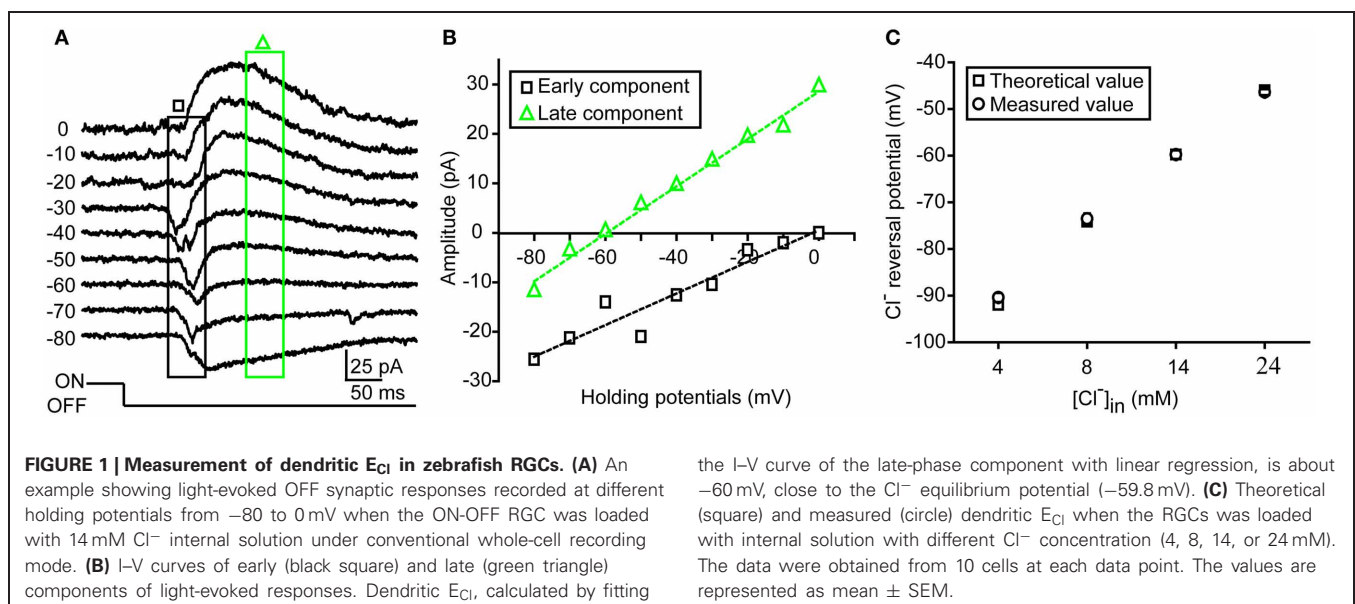 A
0
-10
-20
-30
-40
-50
-60
-70
-80
ON
OFF
25 pA
50 ms
B
Early component
Late component
Amplitude (pA)
30
20
10
0
-10
-20
-30
-80 -60 -40 -20 0
Holding potentials (mV)
C
Theoretical value
Measured value
Cl⁻ reversal potential (mV)
-40
-50
-60
-70
-80
-90
-100
4 8 14 24
[Cl⁻]in (mM)
FIGURE 1 | Measurement of dendritic ECl in zebrafish RGCs. (A) An
example showing light-evoked OFF synaptic responses recorded at different
holding potentials from −80 to 0 mV when the ON-OFF RGC was loaded
with 14 mM Cl⁻ internal solution under conventional whole-cell recording
mode. (B) I–V curves of early (black square) and late (green triangle)
components of light-evoked responses. Dendritic ECl, calculated by fitting
the I–V curve of the late-phase component with linear regression, is about
−60 mV, close to the Cl⁻ equilibrium potential (−59.8 mV). (C) Theoretical
(square) and measured (circle) dendritic ECl when the RGCs was loaded
with internal solution with different Cl⁻ concentration (4, 8, 14, or 24 mM).
The data were obtained from 10 cells at each data point. The values are
represented as mean ± SEM.